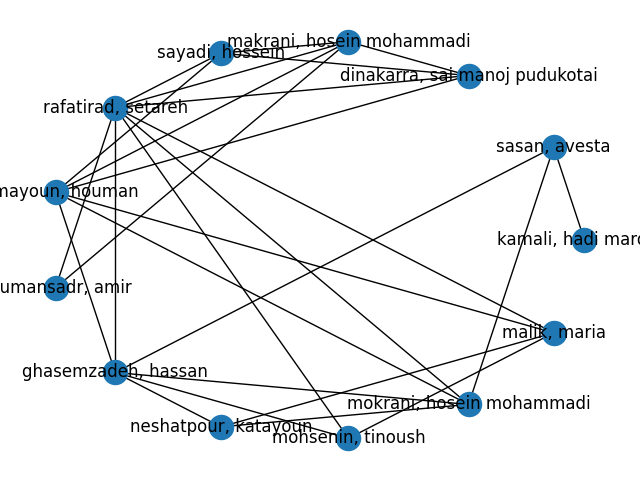 makrani, hosein mohammadi
sayadi, hossein
dinakarra, sai manoj pudukotai
rafatirad, setareh
sasan, avesta
mayoun, houman
kamali, hadi mard
umansadr, amir
malik, maria
ghasemzadeh, hassan
mokrani, hosein mohammadi
neshatpour, katayoun
mohsenin, tinoush